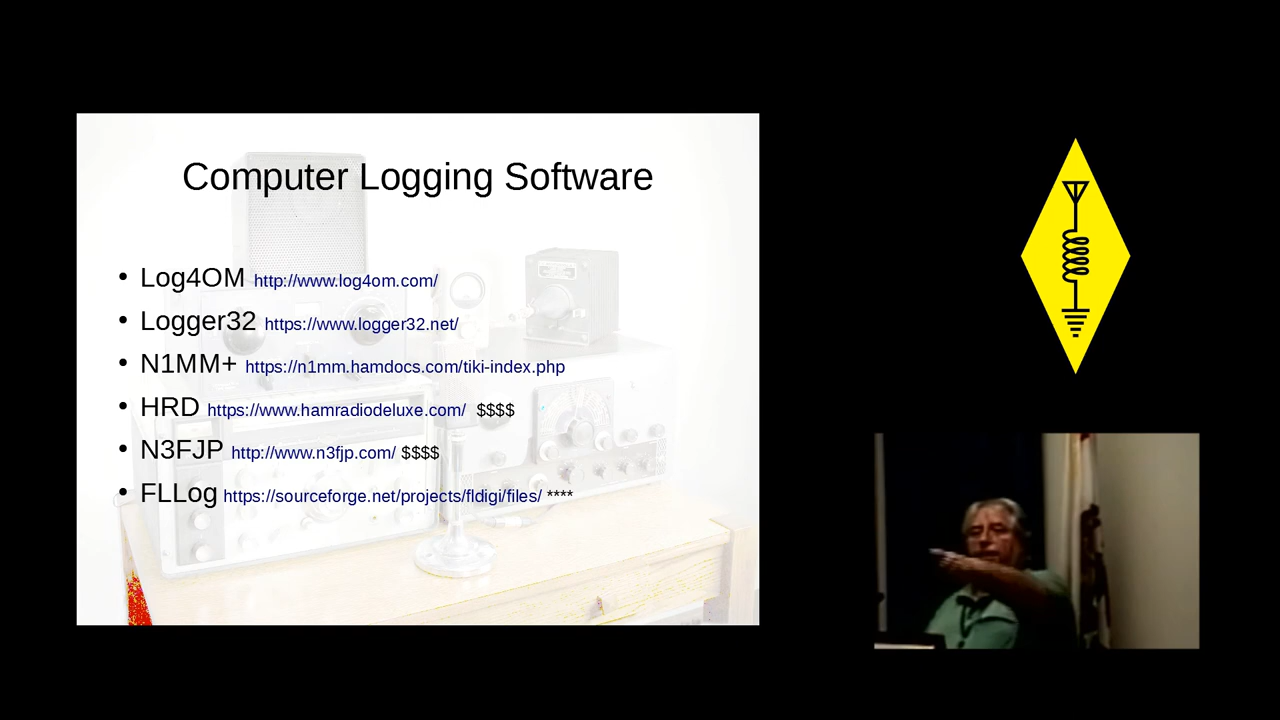 Computer Logging Software
• Log4OM http://www.log4om.com/
• Logger32 https://www.logger32.net/
• N1MM+ https://n1mm.hamdocs.com/tiki-index.php
• HRD https://www.hamradiodeluxe.com/ $$$$
• N3FJP http://www.n3fjp.com/ $$$$
• FLLog https://sourceforge.net/projects/fldigi/files/ ****